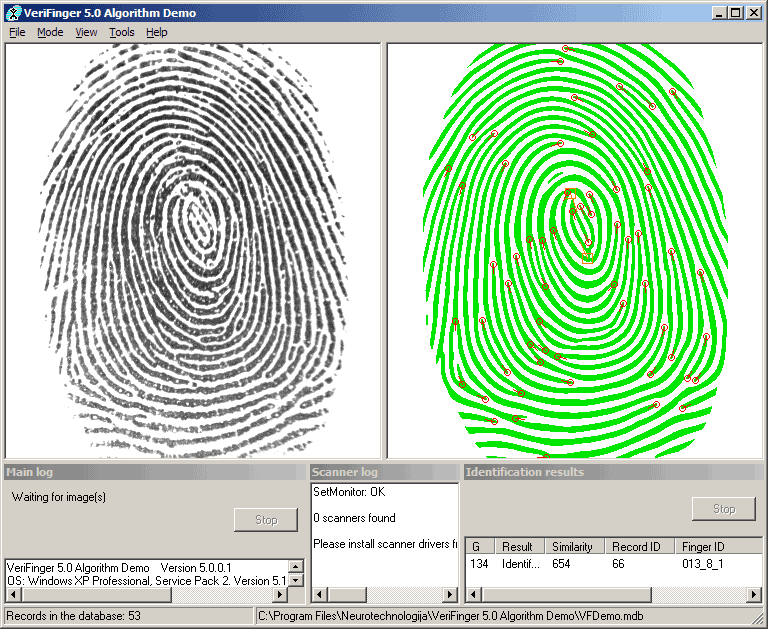 VeriFinger 5.0 Algorithm Demo
File Mode View Tools Help
Main log
Waiting for image(s)
Stop
VeriFinger 5.0 Algorithm Demo Version 5.0.0.1
OS: Windows XP Professional, Service Pack 2. Version 5.1
Scanner log
SetMonitor: OK
0 scanners found
Please install scanner drivers fr
Identification results
Stop
G Result Similarity Record ID Finger ID
134 Identif... 654 66 013_8_1
Records in the database: 53
C:\Program Files\Neurotechnologija\VeriFinger 5.0 Algorithm Demo\VFDemo.mdb